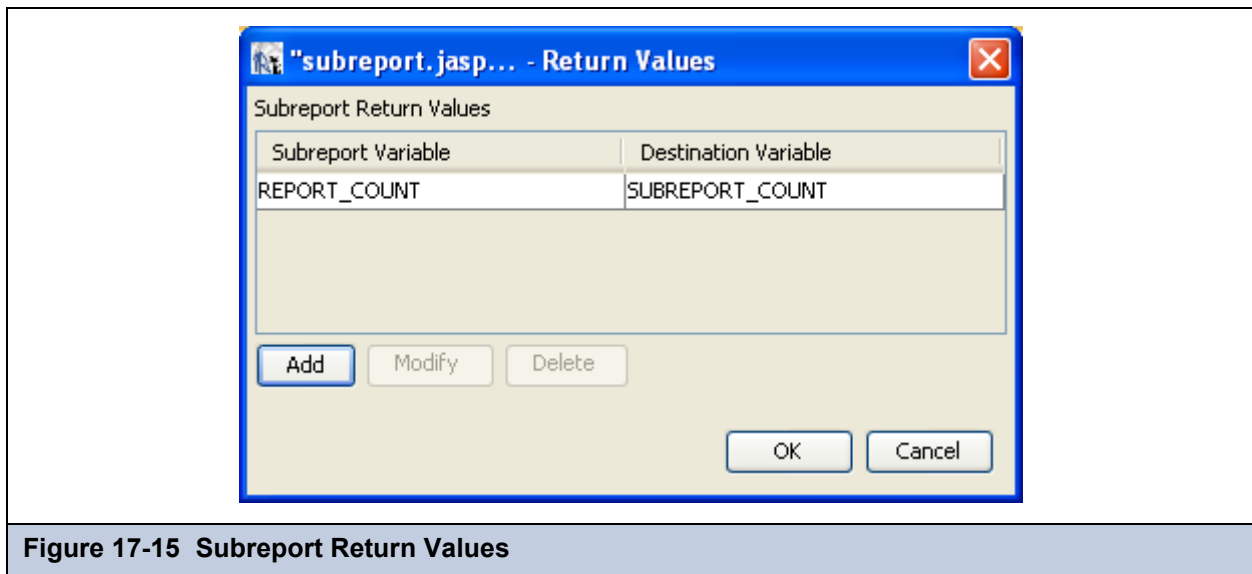 "subreport.jasp... - Return Values
Subreport Return Values
Subreport Variable Destination Variable
REPORT_COUNT SUBREPORT_COUNT
Add Modify Delete
OK Cancel
Figure 17-15 Subreport Return Values